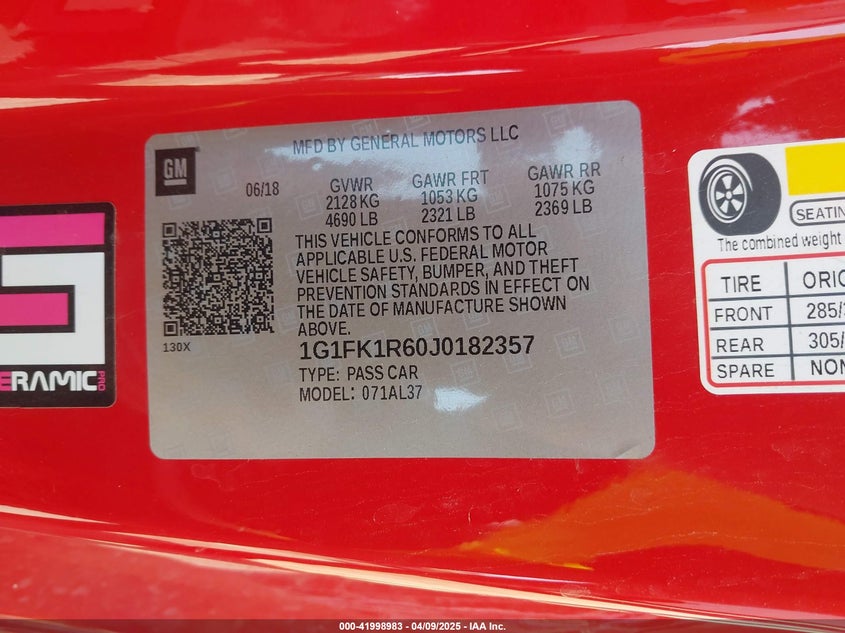 MFD BY GENERAL MOTORS LLC
GM
06/18
GVWR
2128 KG
4690 LB
GAWR FRT
1053 KG
2321 LB
GAWR RR
1075 KG
2369 LB
THIS VEHICLE CONFORMS TO ALL
APPLICABLE U.S. FEDERAL MOTOR
VEHICLE SAFETY, BUMPER, AND THEFT
PREVENTION STANDARDS IN EFFECT ON
THE DATE OF MANUFACTURE SHOWN
ABOVE.
130X
1G1FK1R60J0182357
TYPE: PASS CAR
MODEL: 071AL37
ERAMIC PRO
SEATIN
The combined weight
TIRE ORIG
FRONT 285/
REAR 305/
SPARE NON
000-41998983 / 04/09/2025 - IAA Inc.